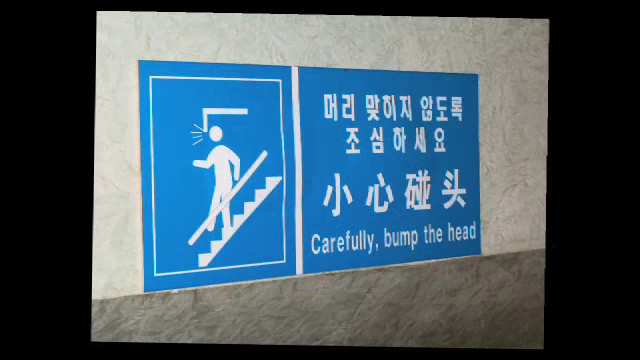 머리 맞히지 않도록
조심하세요
小心碰头
Carefully, bump the head